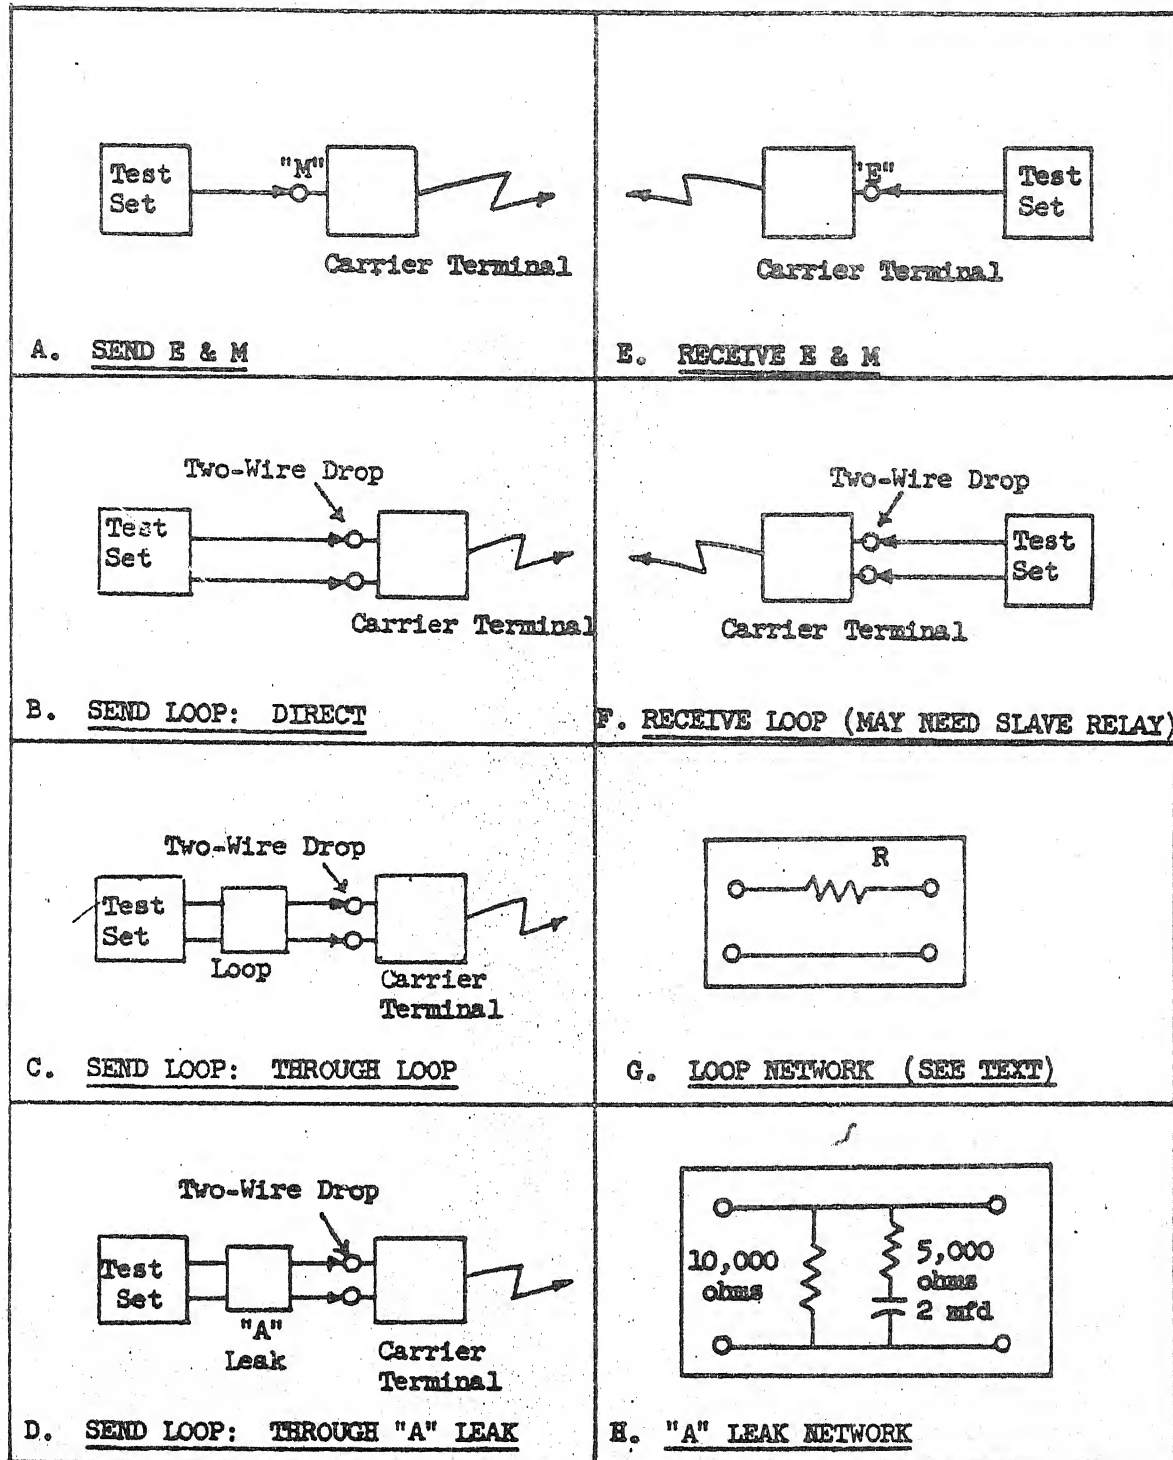 Test
Set
"M"
Carrier Terminal
A. SEND E & M
'E"
Test
Set
Carrier Terminal
E. RECEIVE E & M
Two-Wire Drop
Test
Set
Carrier Terminal
B. SEND LOOP: DIRECT
Two-Wire Drop
Test
Set
Carrier Terminal
F. RECEIVE LOOP (MAY NEED SLAVE RELAY)
Two-Wire Drop
Test
Set
Loop
Carrier
Terminal
C. SEND LOOP: THROUGH LOOP
R
G. LOOP NETWORK (SEE TEXT)
Two-Wire Drop
Test
Set
"A"
Leak
Carrier
Terminal
D. SEND LOOP: THROUGH "A" LEAK
10,000
ohms
5,000
ohms
2 mfd
H. "A" LEAK NETWORK